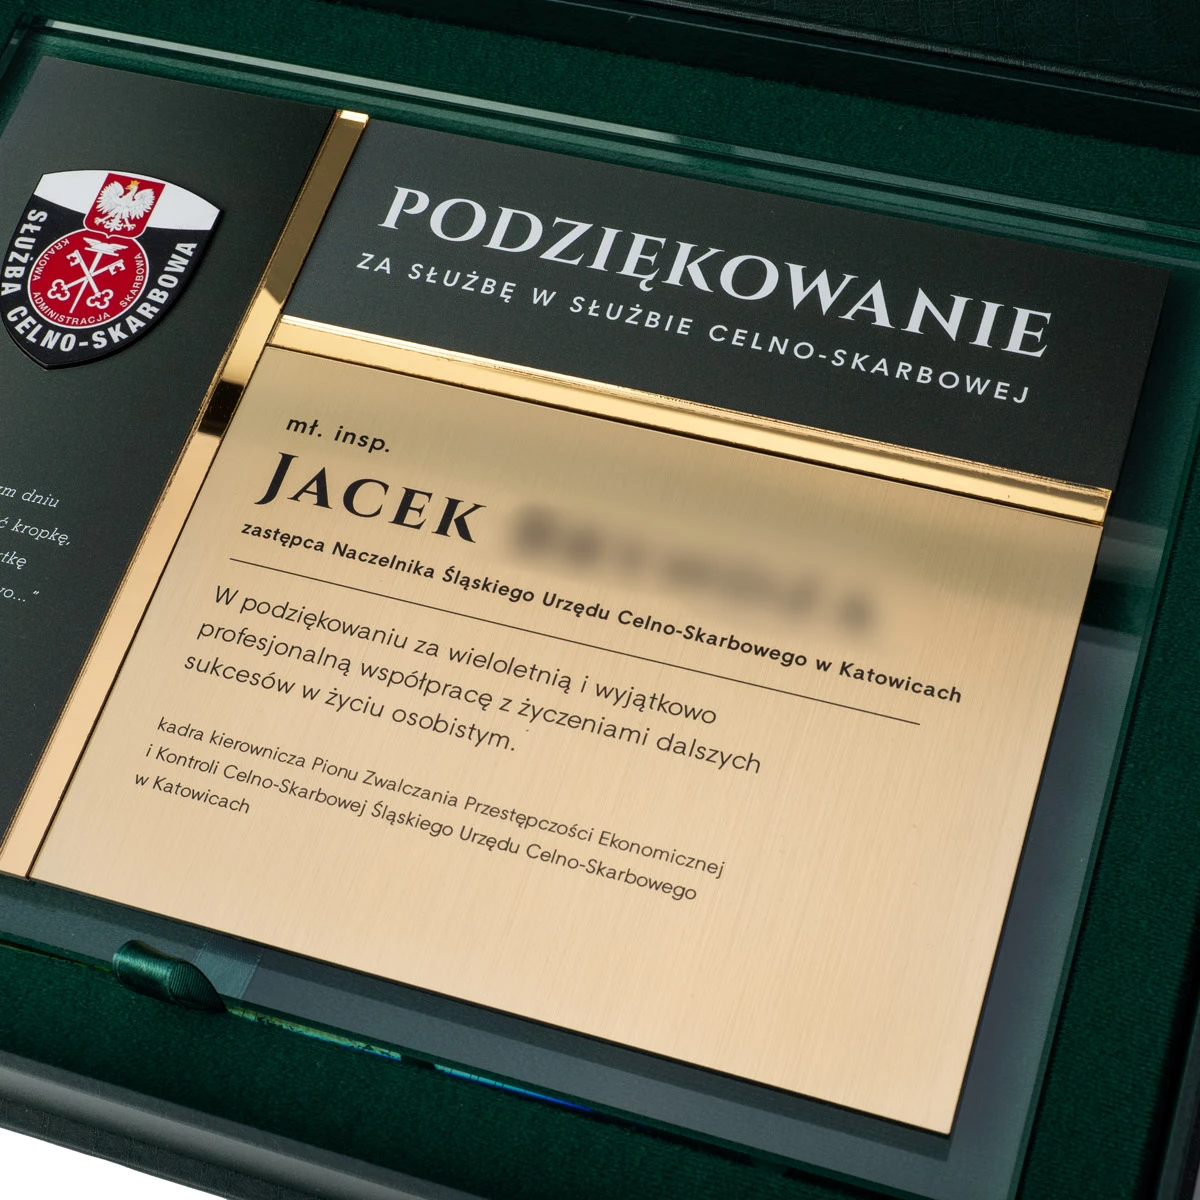 SŁUŻBA CELNO-SKARBOWA
KRAJOWA ADMINISTRACJA SKARBOWA
dniu
kropkę,
PODZIĘKOWANIE
ZA SŁUŻBĘ W SŁUŻBIE CELNO-SKARBOWEJ
mł. insp.
JACEK
zastępca Naczelnika Śląskiego Urzędu Celno-Skarbowego w Katowicach
W podziękowaniu za wieloletnią i wyjątkowo
profesjonalną współpracę z życzeniami dalszych
sukcesów w życiu osobistym.
kadra kierownicza Pionu Zwalczania Przestępczości Ekonomicznej
i Kontroli Celno-Skarbowej Śląskiego Urzędu Celno-Skarbowego
w Katowicach